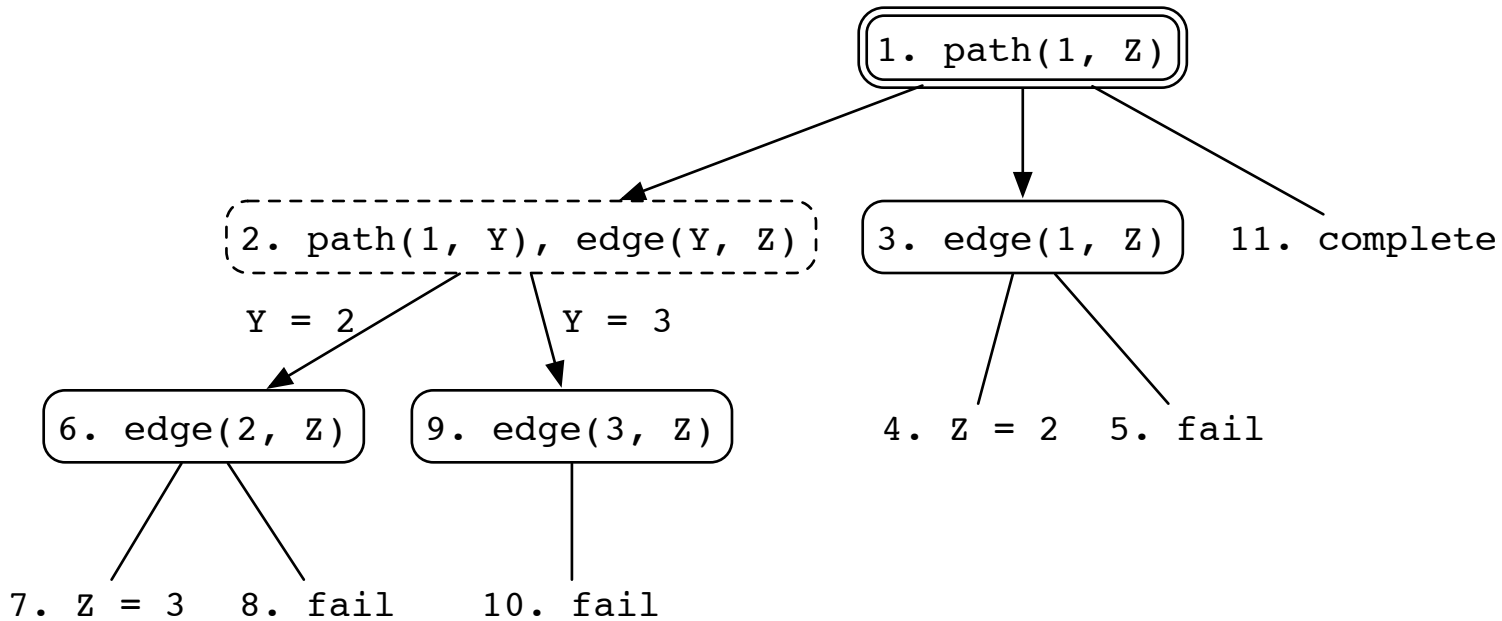 1. path(1, Z)
2. path(1, Y), edge(Y, Z)
3. edge(1, Z)
11. complete
Y = 2
Y = 3
6. edge(2, Z)
9. edge(3, Z)
4. Z = 2
5. fail
7. Z = 3
8. fail
10. fail